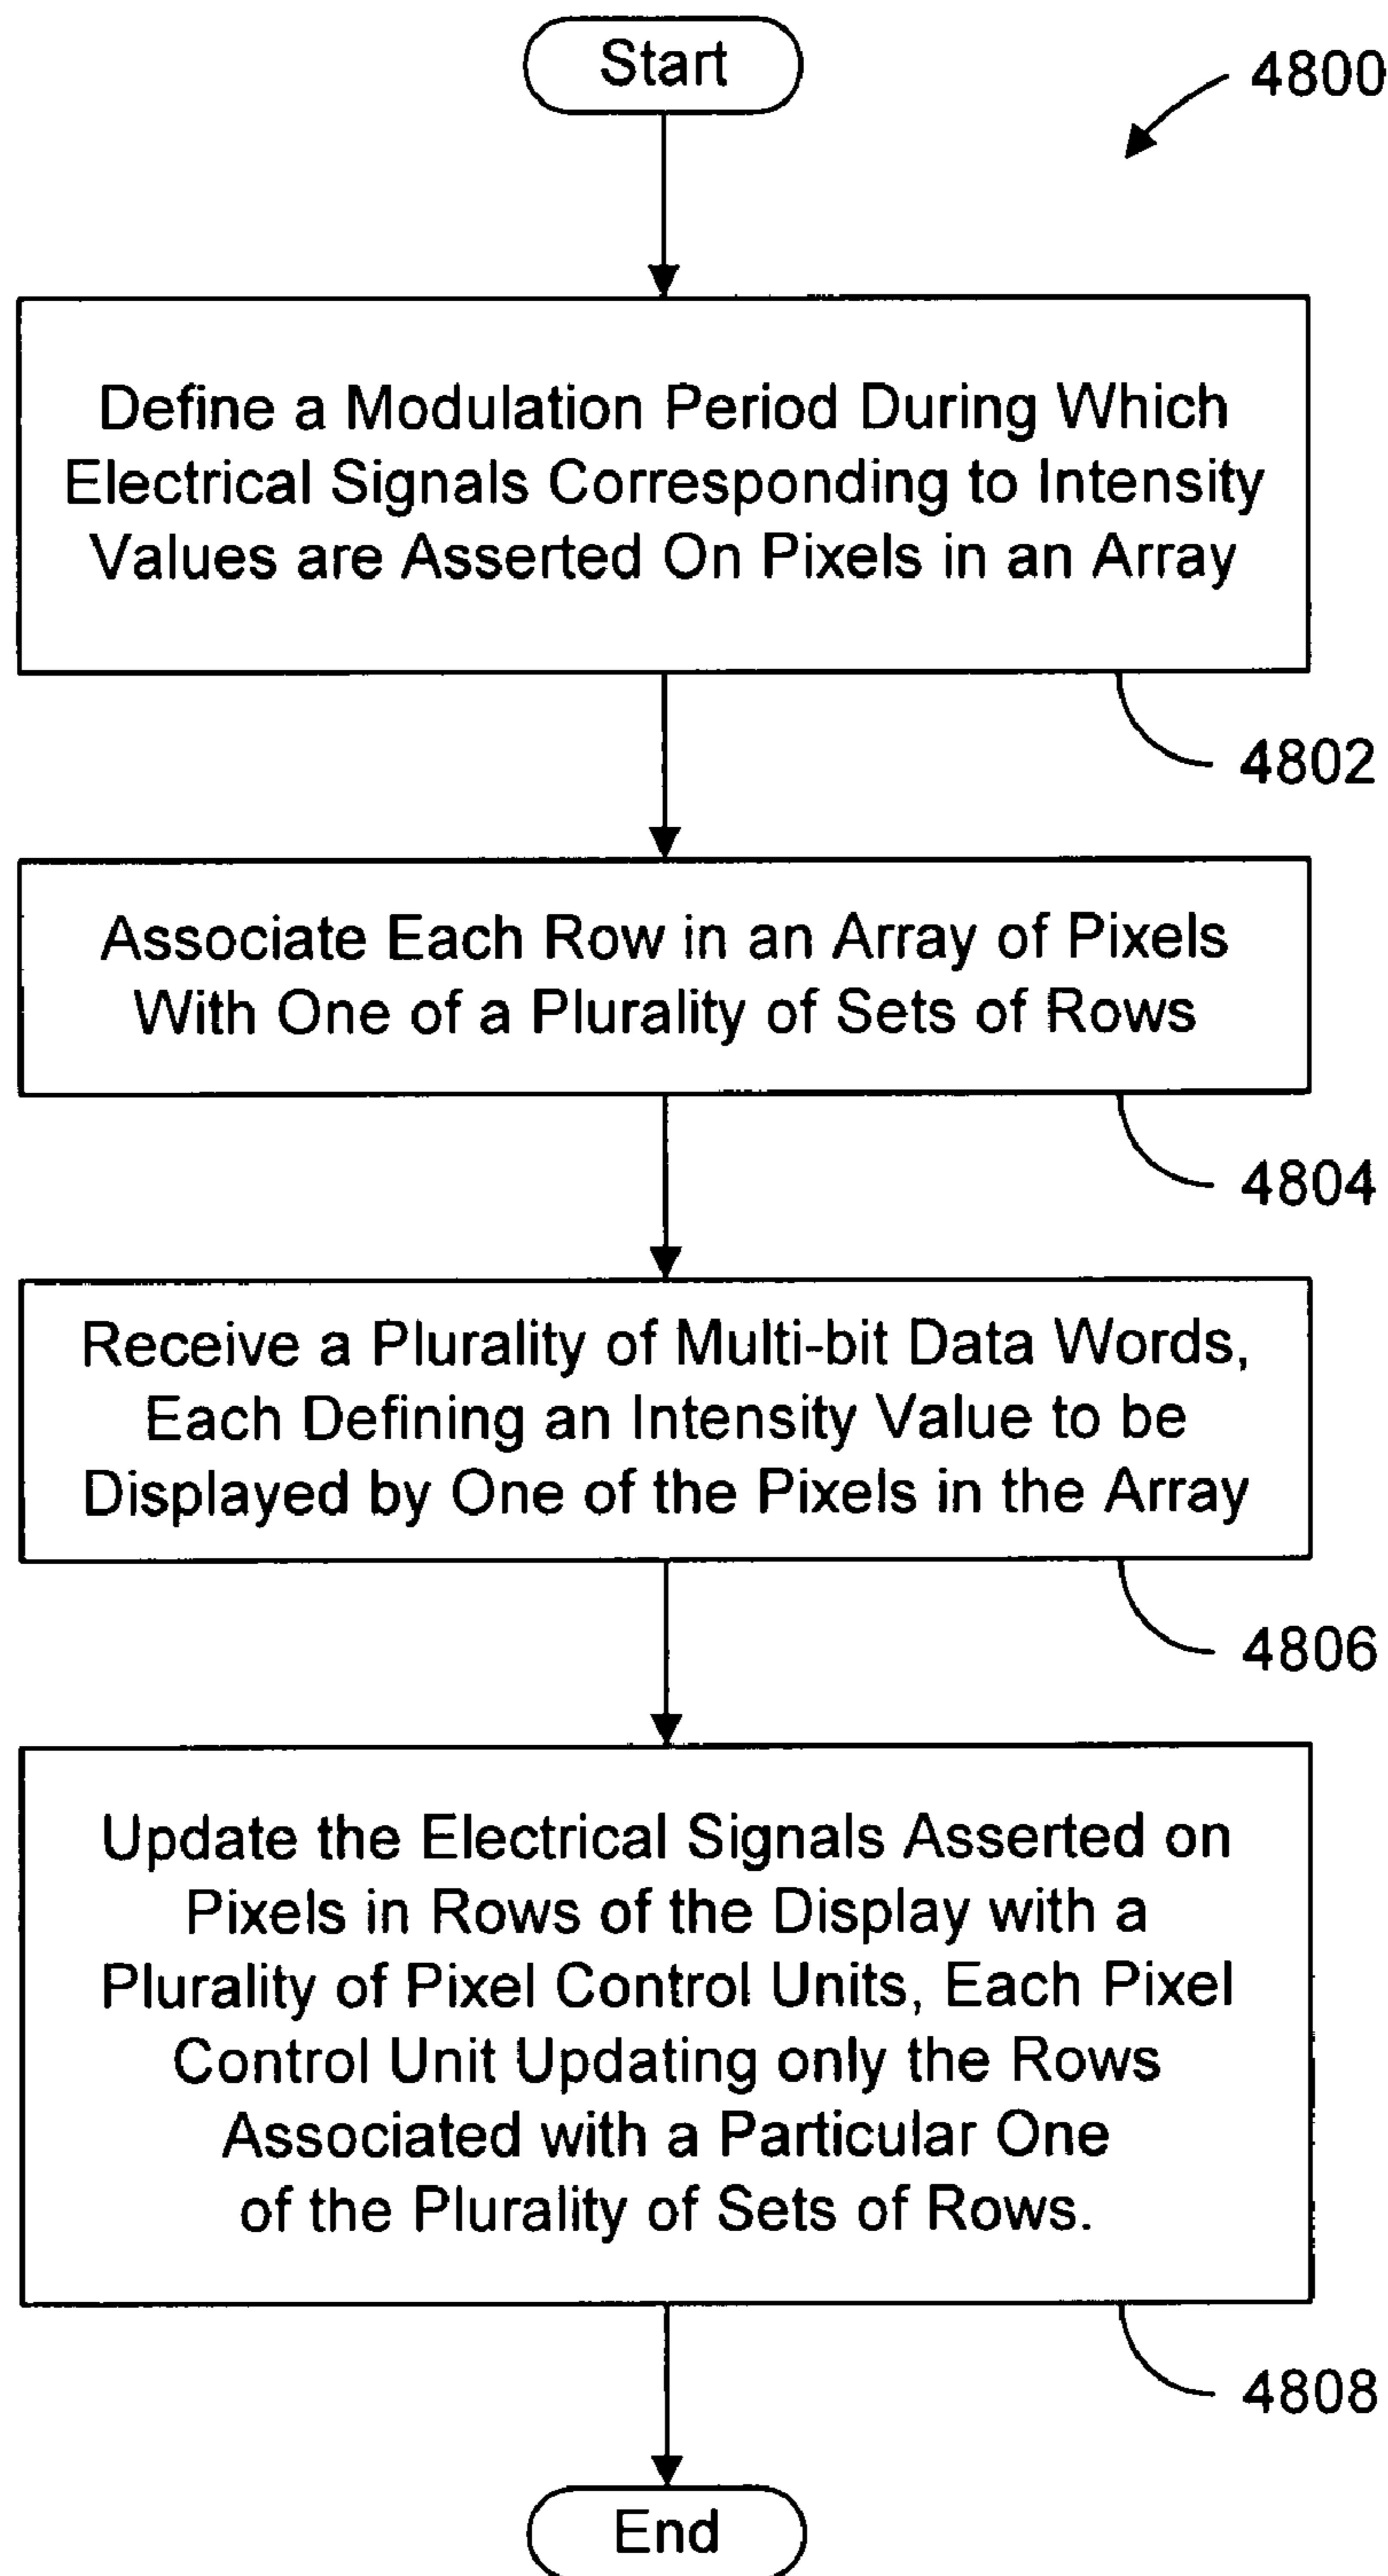 Start
4800
Define a Modulation Period During Which
Electrical Signals Corresponding to Intensity
Values are Asserted On Pixels in an Array
4802
Associate Each Row in an Array of Pixels
With One of a Plurality of Sets of Rows
4804
Receive a Plurality of Multi-bit Data Words,
Each Defining an Intensity Value to be
Displayed by One of the Pixels in the Array
4806
Update the Electrical Signals Asserted on
Pixels in Rows of the Display with a
Plurality of Pixel Control Units, Each Pixel
Control Unit Updating only the Rows
Associated with a Particular One
of the Plurality of Sets of Rows.
4808
End